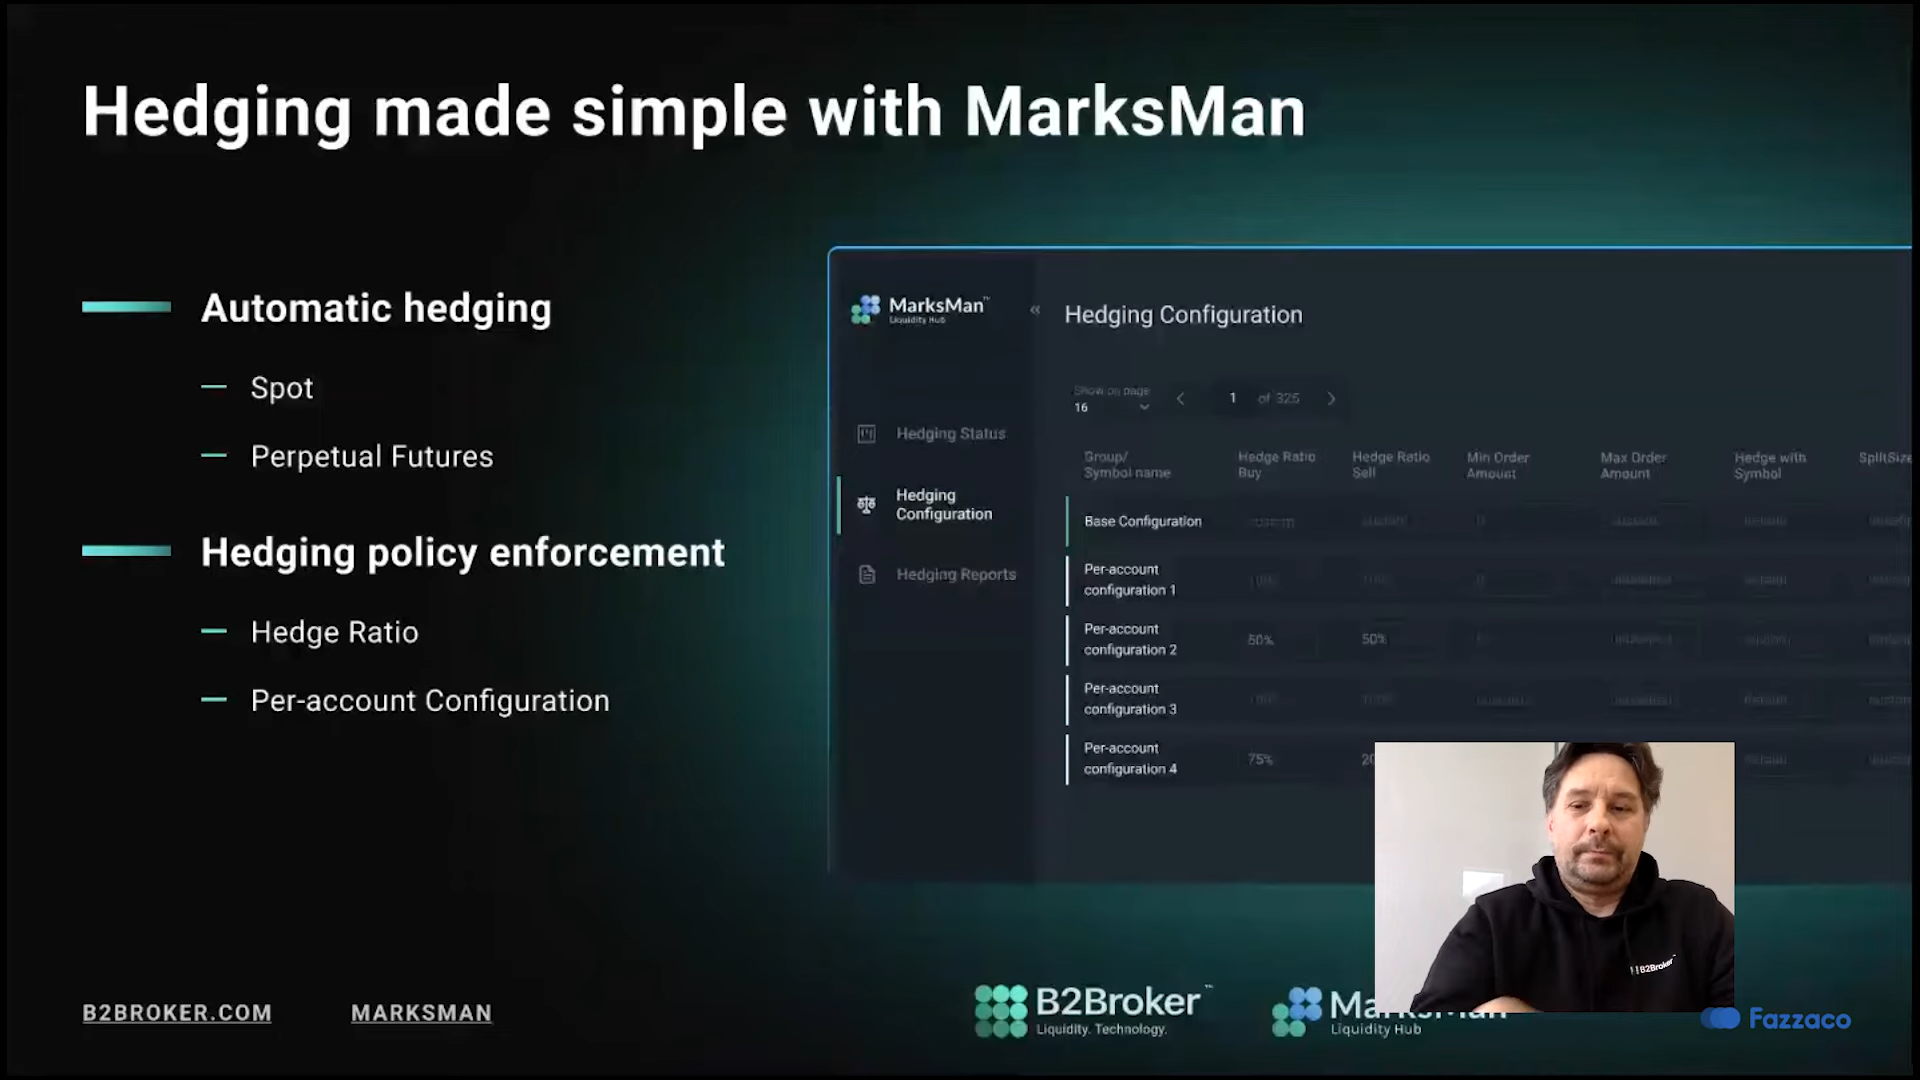 Hedging made simple with MarksMan
Automatic hedging
Spot
Perpetual Futures
Hedging policy enforcement
Hedge Ratio
Per-account Configuration
MarksMan™
Liquidity Hub
«
Hedging Status
Hedging
Configuration
Hedging Reports
Hedging Configuration
Show on page
16
1 of 325
Group/ Hedge Ratio Hedge Ratio Min Order Max Order Hedge with SplitSize
Symbol name Buy Sell Amount Amount Symbol
Base Configuration
Per-account
configuration 1
Per-account
configuration 2 50% 50%
Per-account
configuration 3
Per-account
configuration 4 75%
B2Broker
B2BROKER.COM MARKSMAN
B2Broker™
Liquidity. Technology.
Liquidity Hub
Fazzaco